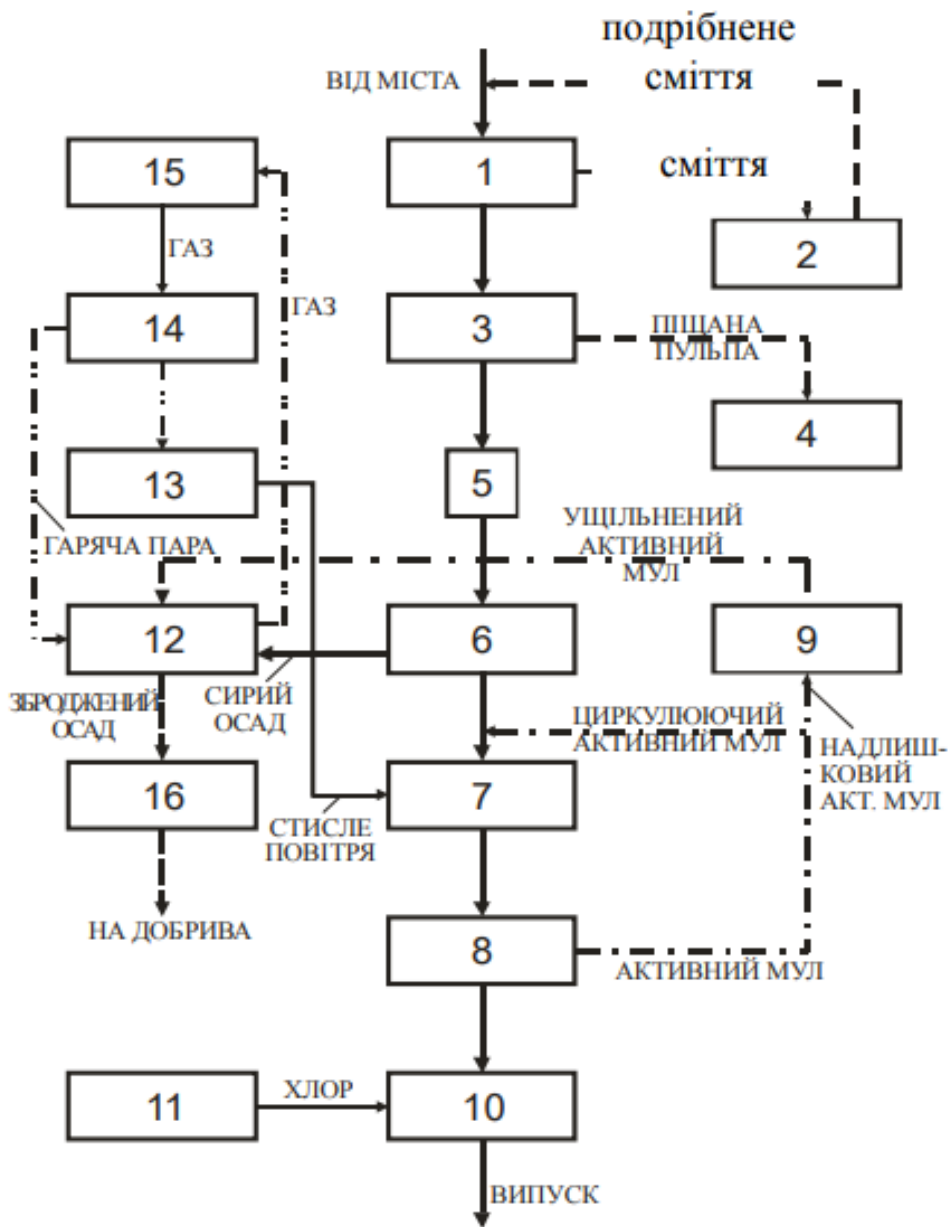 подрібнене
сміття
ВІД МІСТА
15
1
сміття
2
ГАЗ
ГАЗ
14
3
ПІЩАНА
ПУЛЬПА
4
13
5
УЩІЛЬНЕНИЙ
АКТИВНИЙ
МУЛ
ГАРЯЧА ПАРА
12
6
9
ЗБРОДЖЕНИЙ
ОСАД
СИРИЙ
ОСАД
ЦИРКУЛЮЮЧИЙ
АКТИВНИЙ МУЛ
НАДЛИШ-
КОВИЙ
АКТ. МУЛ
16
7
СТИСЛЕ
ПОВІТРЯ
НА ДОБРИВА
8
АКТИВНИЙ МУЛ
11
ХЛОР
10
ВИПУСК